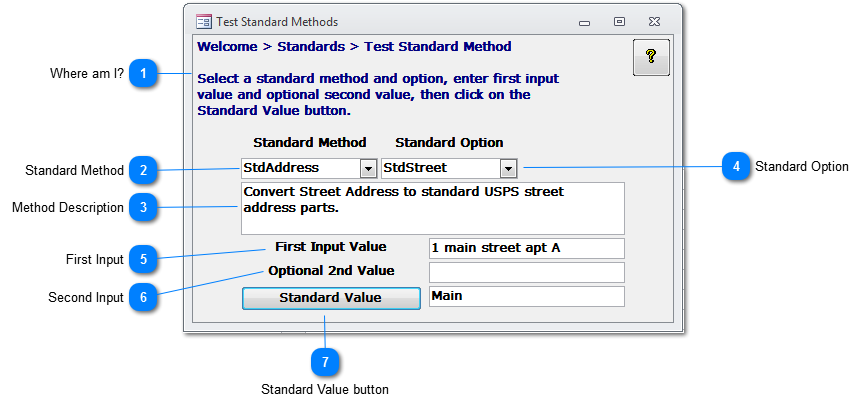 Test Standard Methods
Welcome > Standards > Test Standard Method
?
Where am I? 1
Select a standard method and option, enter first input
value and optional second value, then click on the
Standard Value button.
Standard Method Standard Option
Standard Method 2 StdAddress StdStreet 4 Standard Option
Method Description 3
Convert Street Address to standard USPS street
address parts.
First Input 5 First Input Value 1 main street apt A
Second Input 6 Optional 2nd Value
Standard Value Main
7
Standard Value button